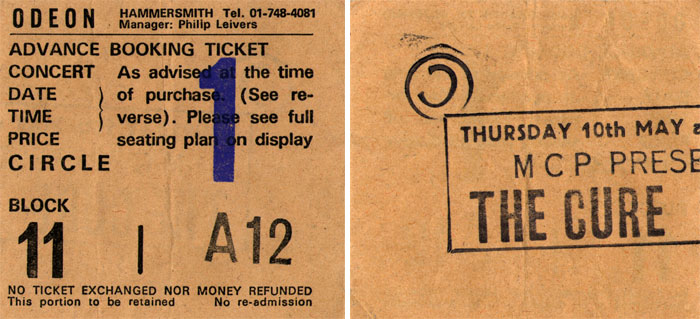 ODEON HAMMERSMITH Tel. 01-748-4081
Manager: Philip Leivers
ADVANCE BOOKING TICKET
CONCERT As advised at the time
DATE of purchase. (See re-
TIME verse). Please see full
PRICE seating plan on display
CIRCLE
1
BLOCK
11 | A12
NO TICKET EXCHANGED NOR MONEY REFUNDED
This portion to be retained No re-admission
THURSDAY 10th MAY a
MCP PRESE
THE CURE